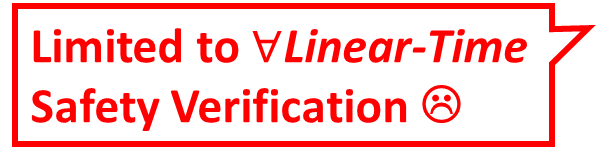 Limited to ∀Linear-Time
Safety Verification ☹